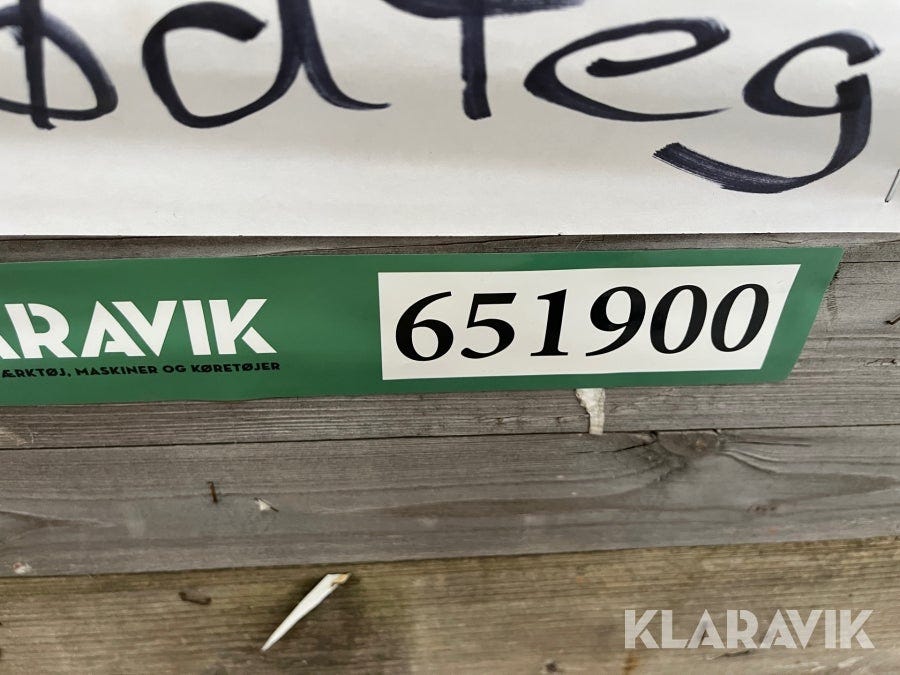 ødteg
ARAVIK
651900
ÆRKTØJ, MASKINER OG KØRETØJER
KLARAVIK